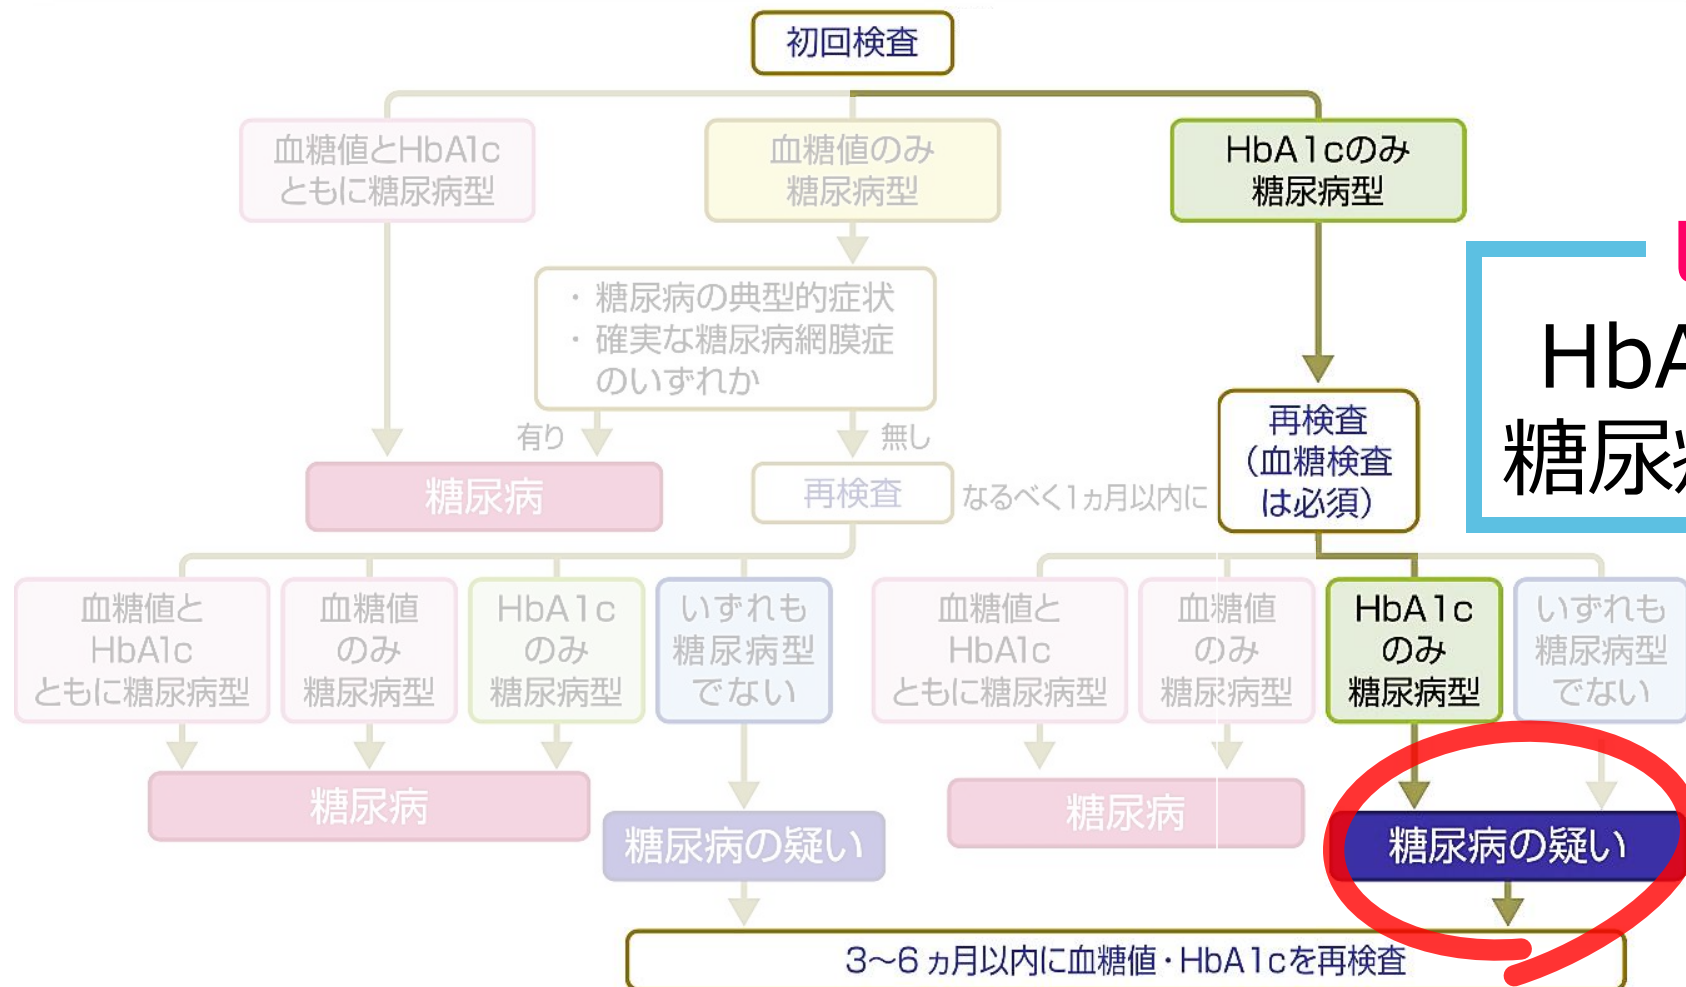 初回検査
血糖値とHbA1c
ともに糖尿病型
血糖値のみ
糖尿病型
HbA1cのみ
糖尿病型
・糖尿病の典型的症状
・確実な糖尿病網膜症
のいずれか
HbA
糖尿
有り
無し
糖尿病
再検査
なるべく1ヵ月以内に
再検査
（血糖検査
は必須）
血糖値と
HbA1c
ともに糖尿病型
血糖値
のみ
糖尿病型
HbA1c
のみ
糖尿病型
いずれも
糖尿病型
でない
血糖値と
HbA1c
ともに糖尿病型
血糖値
のみ
糖尿病型
HbA1c
のみ
糖尿病型
いずれも
糖尿病型
でない
糖尿病
糖尿病の疑い
糖尿病
糖尿病の疑い
3〜6ヵ月以内に血糖値・HbA1cを再検査